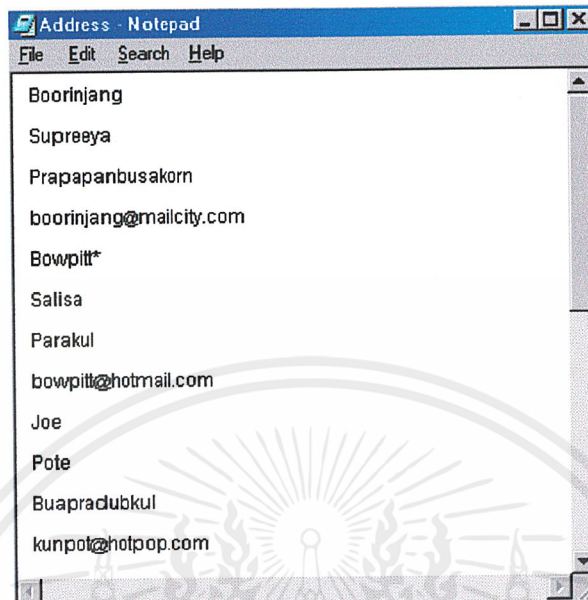 Address - Notepad
File Edit Search Help
Boorinjang
Supreeya
Prapapanbusakorn
boorinjang@mailcity.com
Bowpitt*
Salisa
Parakul
bowpitt@hotmail.com
Joe
Pote
Buapraclubkul
kunpot@hotpop.com